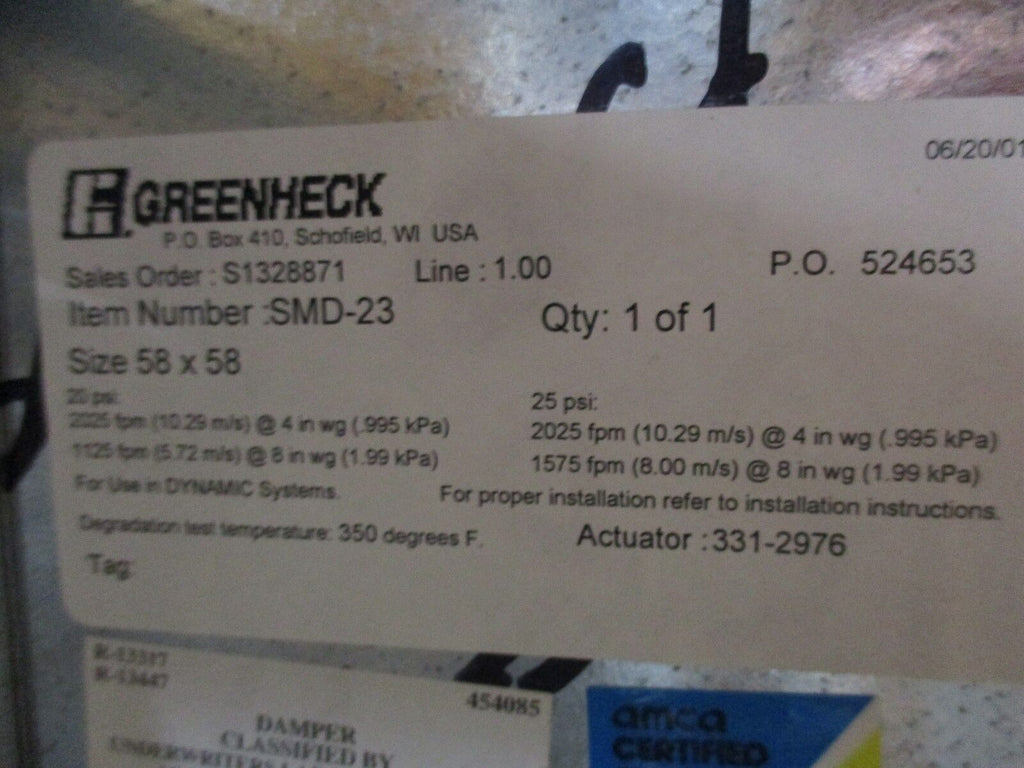 06/20/01
GREENHECK
P.O. Box 410, Schofield, WI USA
Sales Order : S1328871 Line : 1.00 P.O. 524653
Item Number :SMD-23 Qty: 1 of 1
Size 58 x 58
20 psi: 25 psi:
2025 fpm (10.29 m/s) @ 4 in wg (.995 kPa) 2025 fpm (10.29 m/s) @ 4 in wg (.995 kPa)
1125 fpm (5.72 m/s) @ 8 in wg (1.99 kPa) 1575 fpm (8.00 m/s) @ 8 in wg (1.99 kPa)
For Use in DYNAMIC Systems. For proper installation refer to installation instructions.
Degradation test temperature: 350 degrees F. Actuator :331-2976
Tag:
R-13317
R-13447
454085
DAMPER
CLASSIFIED BY
UNDERWRITERS
amca
CERTIFIED